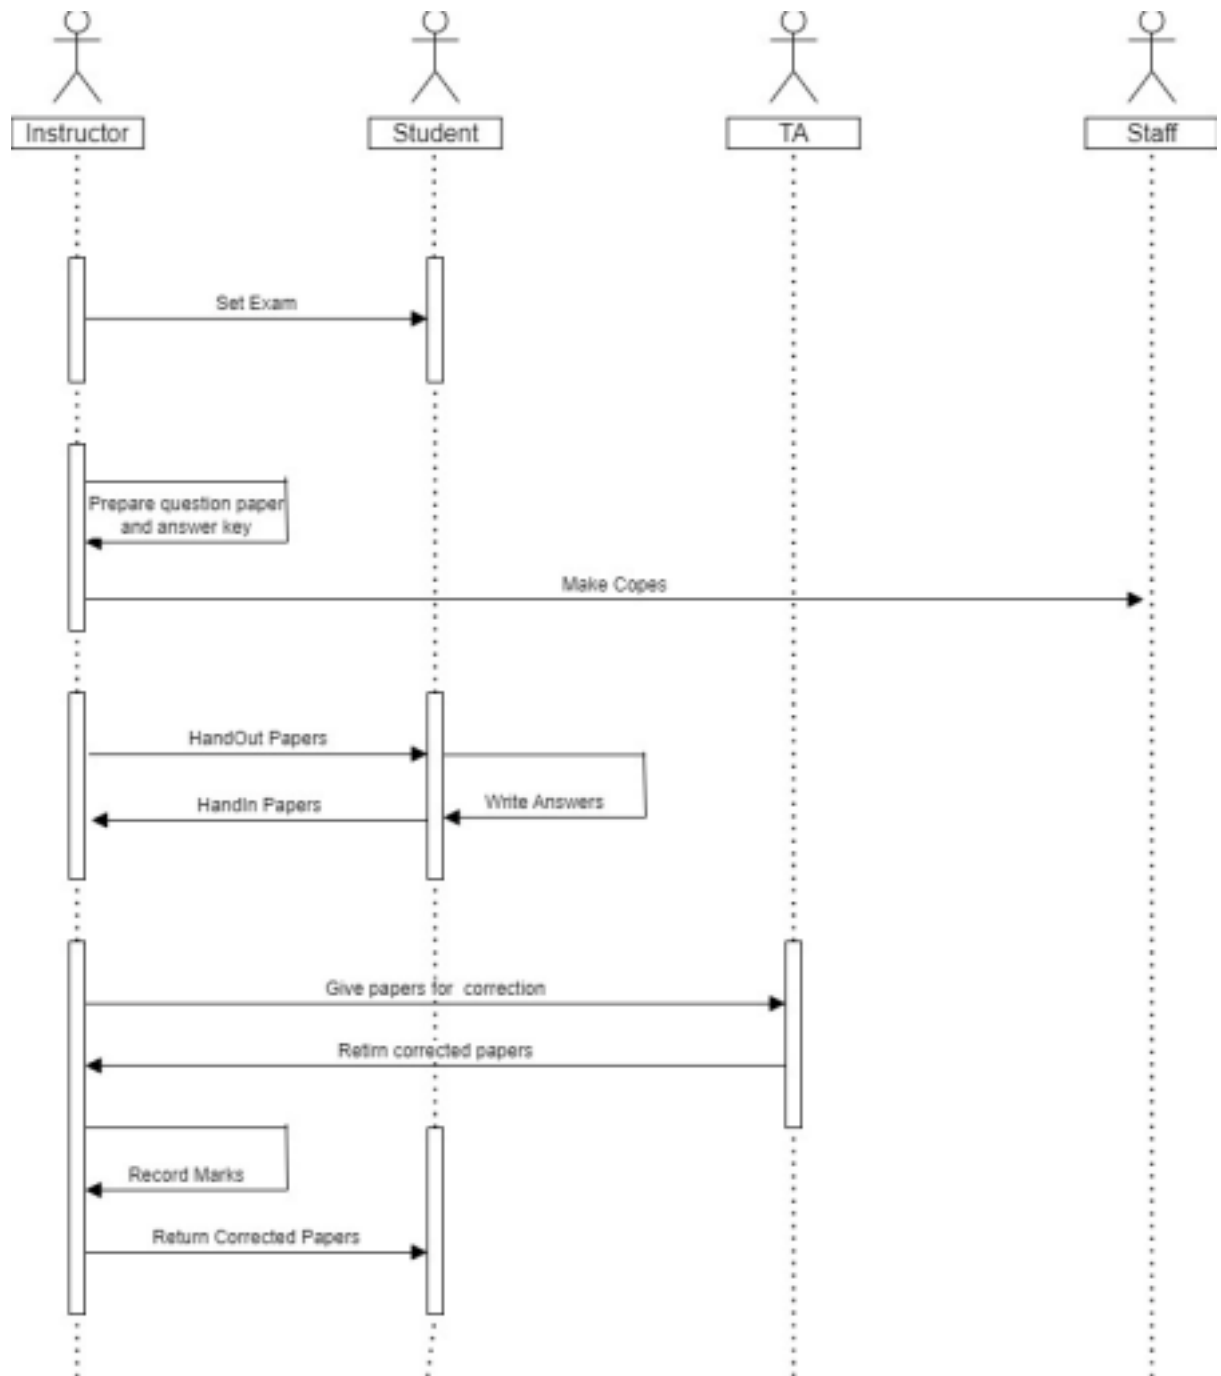 Instructor
Student
TA
Staff
Set Exam
Prepare question paper
and answer key
Make Copes
HandOut Papers
Write Answers
HandIn Papers
Give papers for correction
Retirn corrected papers
Record Marks
Return Corrected Papers